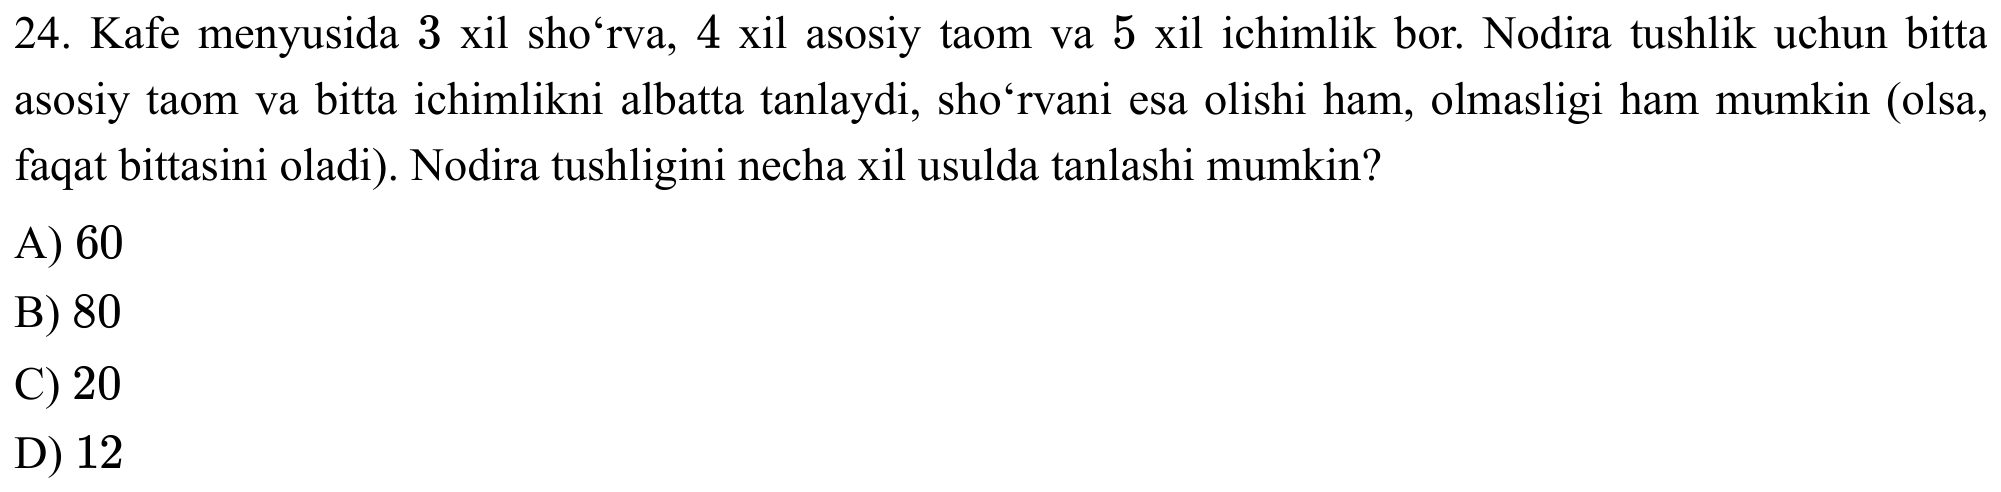 24. Kafe menyusida 3 xil sho‘rva, 4 xil asosiy taom va 5 xil ichimlik bor. Nodira tushlik uchun bitta
asosiy taom va bitta ichimlikni albatta tanlaydi, sho‘rvani esa olishi ham, olmasligi ham mumkin (olsa,
faqat bittasini oladi). Nodira tushligini necha xil usulda tanlashi mumkin?
A) 60
B) 80
C) 20
D) 12